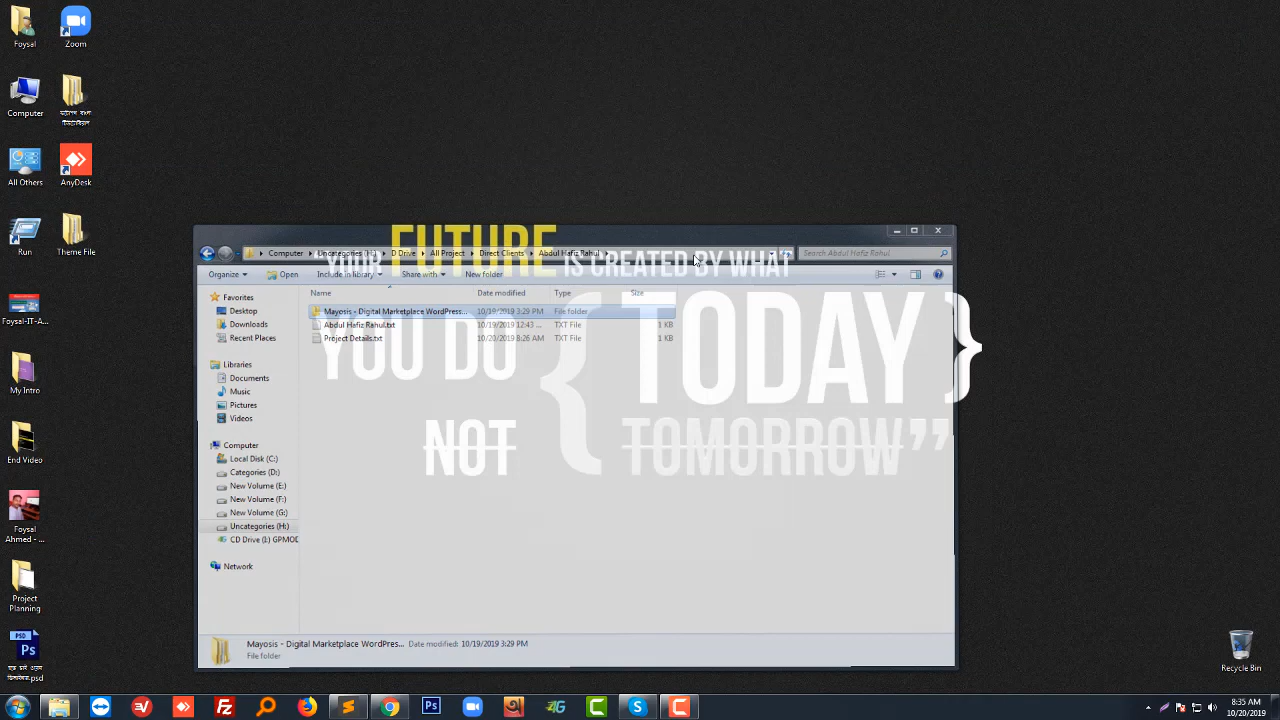 Foysal
Zoom
Computer
All Others
AnyDesk
Run
Theme File
Foysal-IT-A...
My Intro
End Video
Foysal
Ahmed - ...
Project
Planning
Recycle Bin
"YOUR FUTURE IS CREATED BY WHAT
YOU DO { TODAY }
NOT TOMORROW"
Computer Uncategories (H:) D Drive All Project Direct Clients Abdul Hafiz Rahul
Search Abdul Hafiz Rahul
Organize Open Include in library Share with New folder
Name Date modified Type Size
Mayosis - Digital Marketplace WordPress... 10/19/2019 3:29 PM File folder
Abdul Hafiz Rahul.txt 10/19/2019 12:43 ... TXT File 1 KB
Project Details.txt 10/20/2019 8:26 AM TXT File 1 KB
Favorites
Desktop
Downloads
Recent Places
Libraries
Documents
Music
Pictures
Videos
Computer
Local Disk (C:)
Categories (D:)
New Volume (E:)
New Volume (F:)
New Volume (G:)
Uncategories (H:)
CD Drive (I:) GPMOD
Network
Mayosis - Digital Marketplace WordPres... Date modified: 10/19/2019 3:29 PM
File folder
8:35 AM
10/20/2019